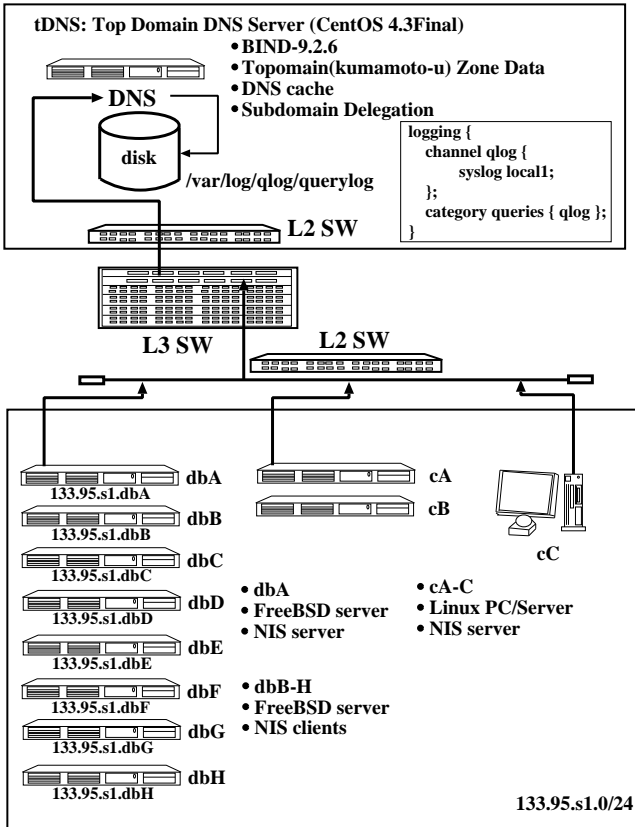 tDNS: Top Domain DNS Server (CentOS 4.3Final)
• BIND-9.2.6
• Topomain(kumamoto-u) Zone Data
• DNS cache
• Subdomain Delegation
DNS
disk
/var/log/qlog/querylog
logging {
channel qlog {
syslog local1;
};
category queries { qlog };
}
L2 SW
L3 SW
L2 SW
dbA
133.95.s1.dbA
dbB
133.95.s1.dbB
dbC
133.95.s1.dbC
dbD
133.95.s1.dbD
dbE
133.95.s1.dbE
dbF
133.95.s1.dbF
dbG
133.95.s1.dbG
dbH
133.95.s1.dbH
cA
cB
cC
• dbA
• FreeBSD server
• NIS server
• cA-C
• Linux PC/Server
• NIS server
• dbB-H
• FreeBSD server
• NIS clients
133.95.s1.0/24